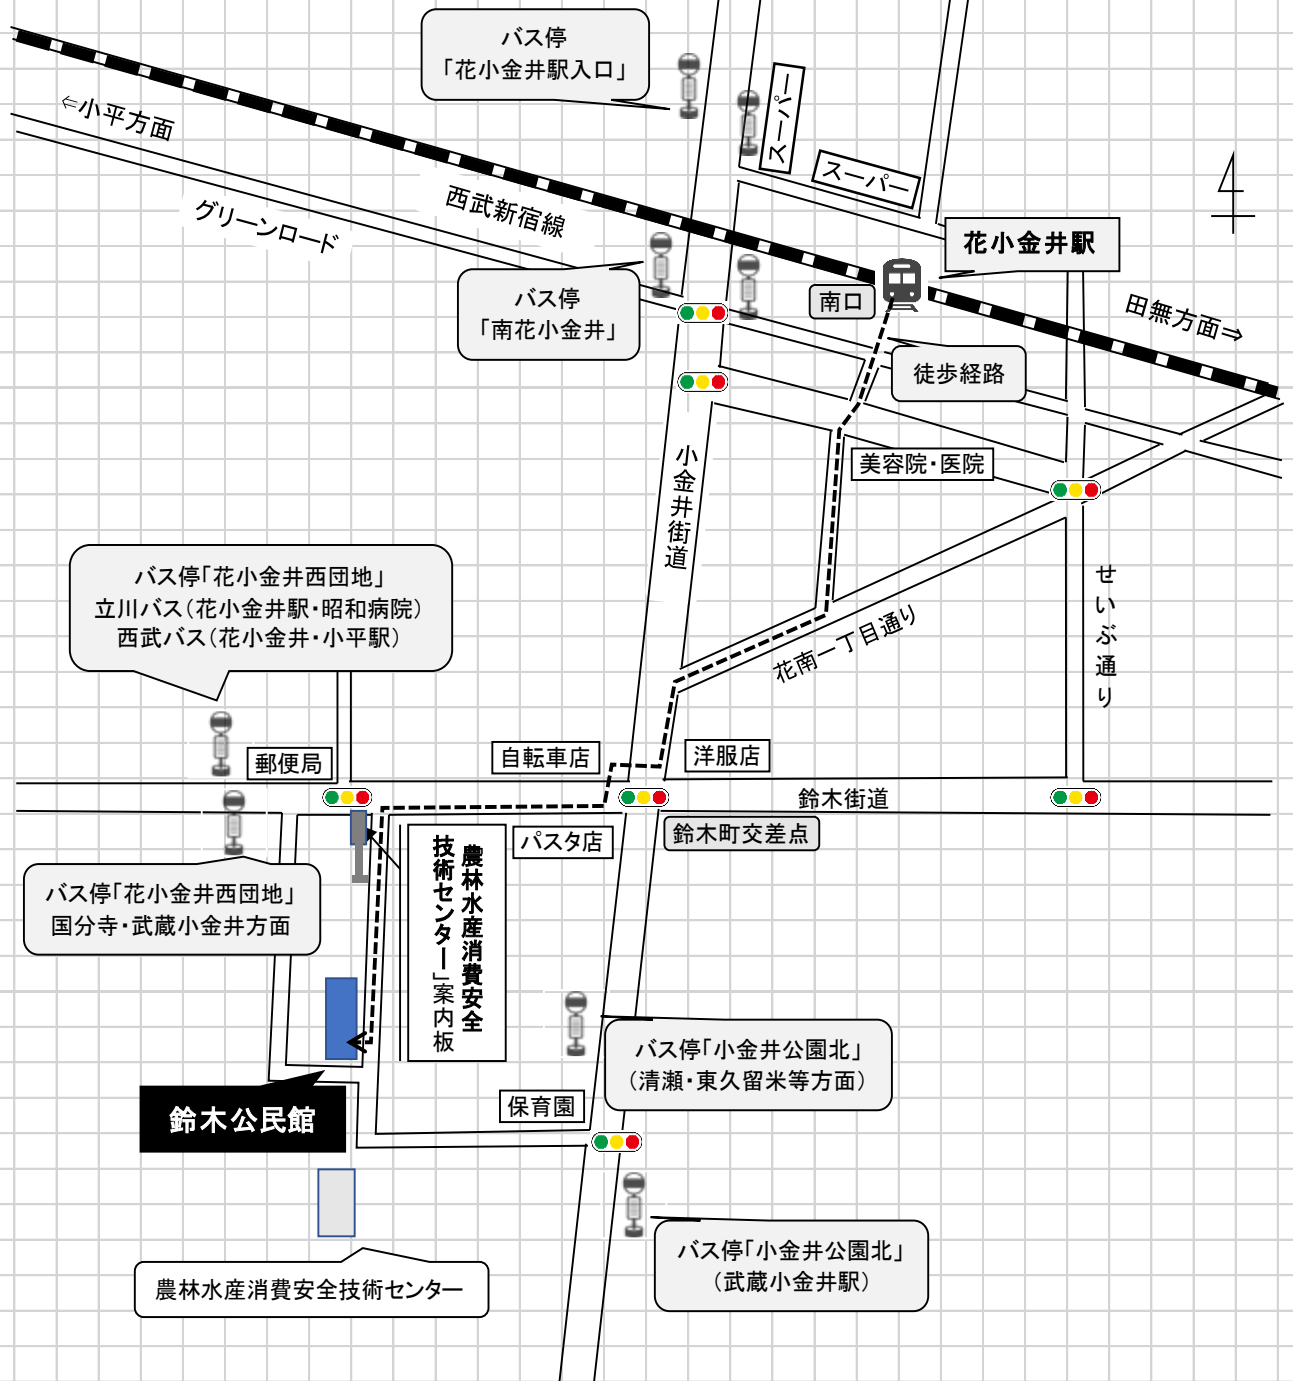 バス停
「花小金井駅入口」
スーパー
スーパー
⇐小平方面
グリーンロード
西武新宿線
花小金井駅
南口
田無方面⇒
バス停
「南花小金井」
徒歩経路
美容院・医院
小金井街道
せいぶ通り
花南一丁目通り
バス停「花小金井西団地」
立川バス（花小金井駅・昭和病院）
西武バス（花小金井・小平駅）
郵便局
自転車店
洋服店
鈴木街道
パスタ店
鈴木町交差点
バス停「花小金井西団地」
国分寺・武蔵小金井方面
農林水産消費安全
技術センター」案内板
バス停「小金井公園北」
（清瀬・東久留米等方面）
保育園
鈴木公民館
バス停「小金井公園北」
（武蔵小金井駅）
農林水産消費安全技術センター